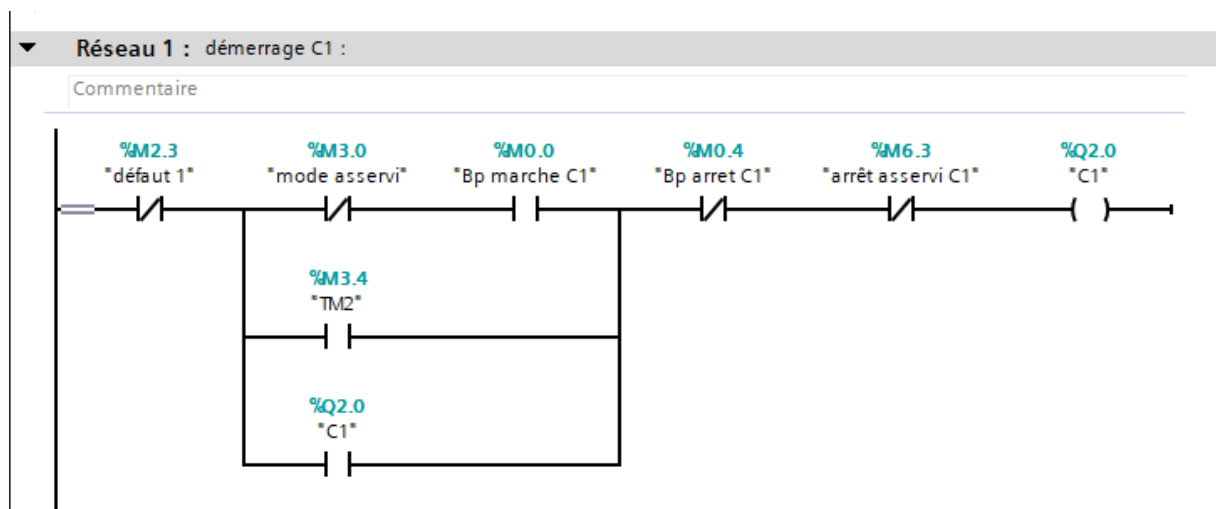 Réseau 1 : démerrage C1 :
Commentaire
%M2.3 %M3.0 %M0.0 %M0.4 %M6.3 %Q2.0
"défaut 1" "mode asservi" "Bp marche C1" "Bp arret C1" "arrêt asservi C1" "C1"
%M3.4
"TM2"
%Q2.0
"C1"